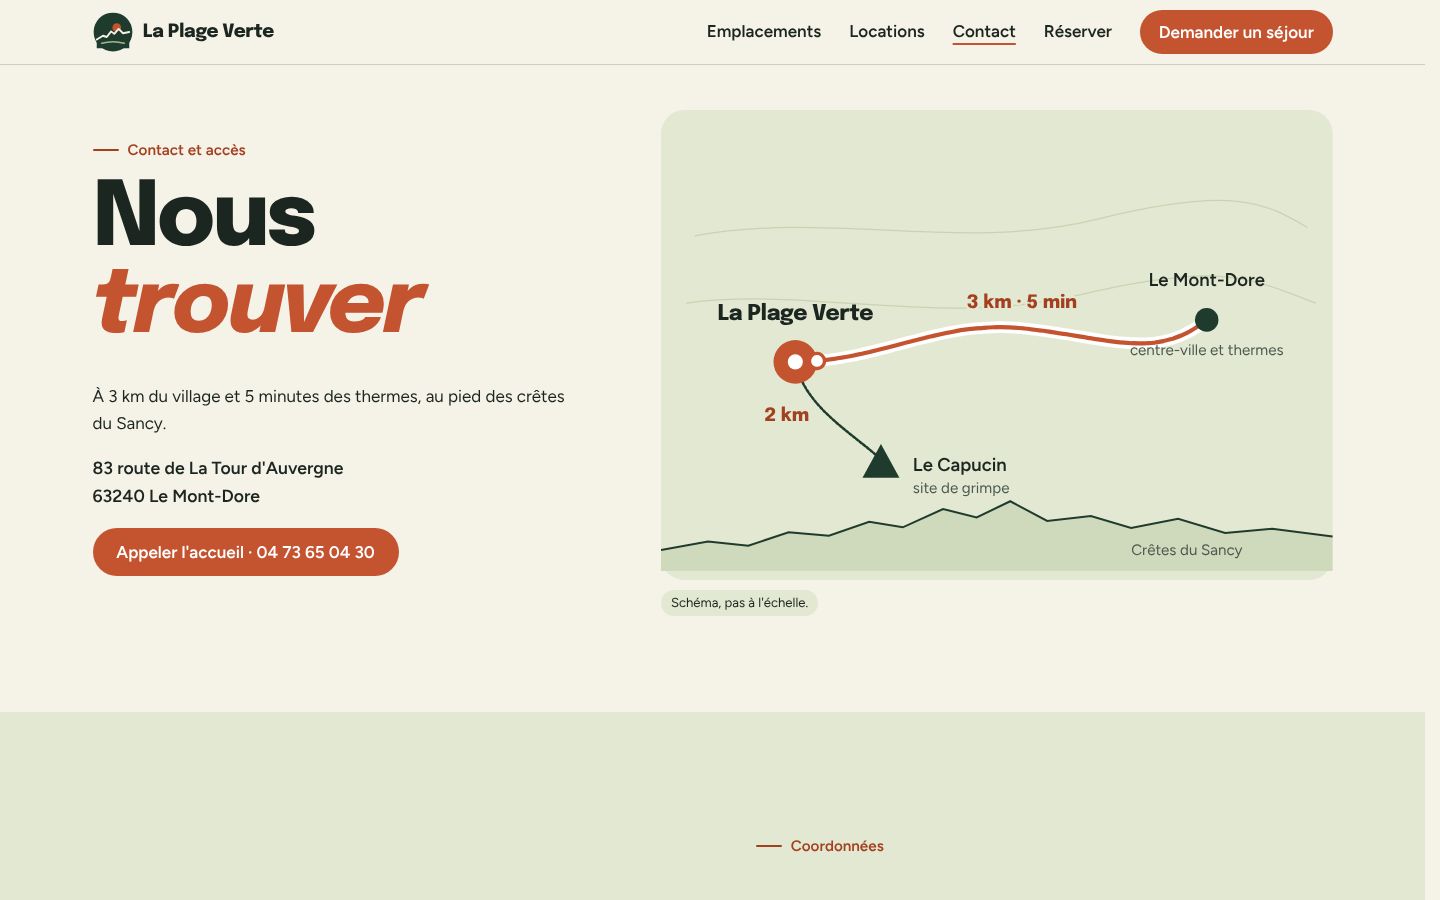 La Plage Verte
Emplacements
Locations
Contact
Réserver
Demander un séjour
Contact et accès
Nous
trouver
À 3 km du village et 5 minutes des thermes, au pied des crêtes
du Sancy.
83 route de La Tour d'Auvergne
63240 Le Mont-Dore
Appeler l'accueil · 04 73 65 04 30
Le Mont-Dore
3 km · 5 min
La Plage Verte
centre-ville et thermes
2 km
Le Capucin
site de grimpe
Crêtes du Sancy
Schéma, pas à l'échelle.
Coordonnées